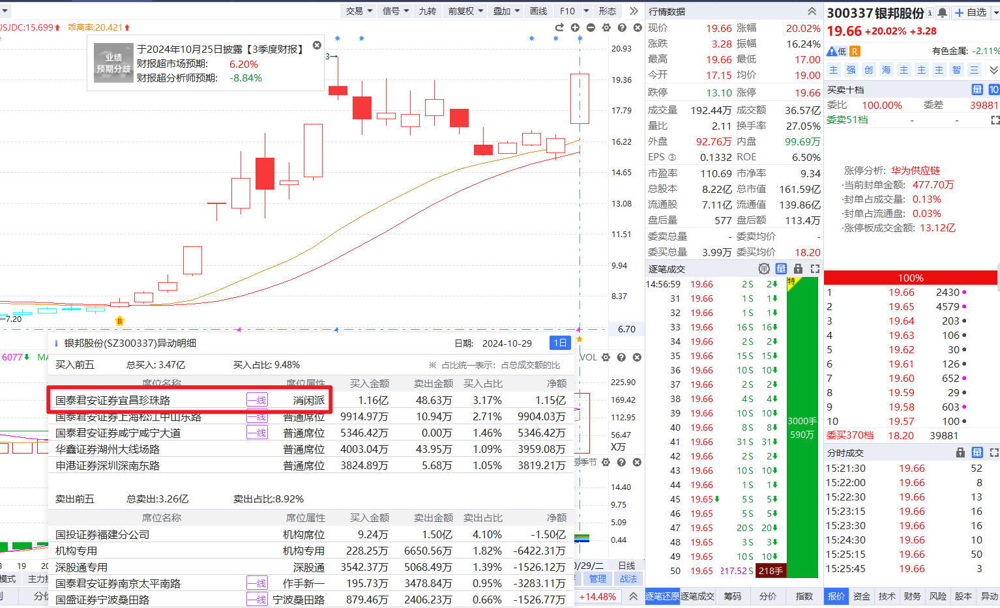 交易 信号 九转 前复权 叠加 画线 F10 形态
JSDC:15.699 乖离率:20.421
于2024年10月25日披露【3季度财报】
业绩
预期分歧
财报超市场预期: 6.20%
财报超分析师预期: -8.84%
3→
←7.20
B
20.93
19.36
17.79
16.22
14.65
13.08
11.51
9.94
8.37
6.70
6077 MA
VOL
225.90
169.42
112.95
56.47
X万
捞季节
14.40
9.75
5.09
0.44
银邦股份(SZ300337)异动明细 日期: 2024-10-29 1日
买入前五 总买入: 3.47亿 买入占比: 9.48% ※ 占比统一表示：占总成交额的比
席位名称 席位属性 买入金额 卖出金额 买入占比 净额
国泰君安证券宜昌珍珠路 一线 消闲派 1.16亿 48.63万 3.17% 1.15亿
国泰君安证券上海松江中山东路 一线 普通席位 9914.97万 10.94万 2.71% 9904.03万
国泰君安证券咸宁咸宁大道 一线 普通席位 5346.42万 0.00万 1.46% 5346.42万
华鑫证券湖州大线场路 普通席位 4003.04万 43.95万 1.09% 3959.08万
申港证券深圳深南东路 普通席位 3824.89万 5.68万 1.05% 3819.21万
卖出前五 总卖出:3.26亿 卖出占比:8.92%
席位名称 席位属性 买入金额 卖出金额 卖出占比 净额
国投证券福建分公司 机构席位 9.24万 1.50亿 4.10% -1.50亿
机构专用 机构专用 228.25万 6650.56万 1.82% -6422.31万
深股通专用 深股通 3542.37万 5068.49万 1.39% -1526.12万
国泰君安证券南京太平南路 一线 作手新一 195.73万 3478.84万 0.95% -3283.11万
国盛证券宁波桑田路 一线 宁波桑田路 879.46万 2406.23万 0.66% -1526.77万
19 20
模式 主力
分价
0/29/二 日线
管理 战法
+14.48%
行情数据
现价 19.66 涨幅 20.02%
涨跌 3.28 振幅 16.24%
最高 19.66 最低 17.00
今开 17.15 均价 19.00
跌停 13.10 涨停 19.66
成交量 192.44万 成交额 36.57亿
量比 2.11 换手率 27.05%
外盘 92.76万 内盘 99.69万
EPS ③ 0.1332 ROE 6.50%
市盈率 110.69 市净率 9.34
总股本 8.22亿 总市值 161.59亿
流通股 7.11亿 流通值 139.86亿
盘后量 577 盘后额 113.4万
委卖总量 - 委卖均价 -
委买总量 3.99万 委买均价 18.20
逐笔成交 单 量
14:56:59 19.66 2S 2
31 19.66 1S 1
32 19.66 1S 1
33 19.66 16S 16
34 19.66 2S 2
35 19.66 15S 15
36 19.66 10S 10
37 19.66 2S 2
38 19.66 4S 4
39 19.66 10S 10
40 19.66 8S 8
41 19.66 31S 31
42 19.66 2S 2
43 19.66 10S 10
44 19.66 1S 1
45 19.65 5S 5
46 19.65 5S 5
47 19.65 20S 20
48 19.65 3S 3
49 19.65 10S 10
50 19.65 217.52S 218手
特
3000手
590万
逐笔还原 逐笔成交 筹码 分价 指数
300337 银邦股份 自选
19.66 +20.02% +3.28
低 R 有色金属: -2.11%
主 强 创 海 主 主 主 智 三
买卖十档 量 10
委比 100.00% 委差 39881
委卖51档 - -
涨停分析: 华为供应链
·当前封单金额: 477.70万
·封单占成交量: 0.13%
·封单占流通盘: 0.03%
·涨停板成交金额: 13.12亿
100%
1 19.66 2430
2 19.65 4579
3 19.64 203
4 19.63 106
5 19.62 30
6 19.61 126
7 19.60 652
8 19.59 29
9 19.58 603
10 19.57 100
委买370档 18.20 39881
分时成交 量
15:21:30 19.66 52
15:22:00 19.66 8
15:22:30 19.66 13
15:23:15 19.66 16
15:23:30 19.66 16
15:24:30 19.66 10
15:25:15 19.66 50
15:25:45 19.66 3
报价 资金 技术 财务 风险 股本 异动